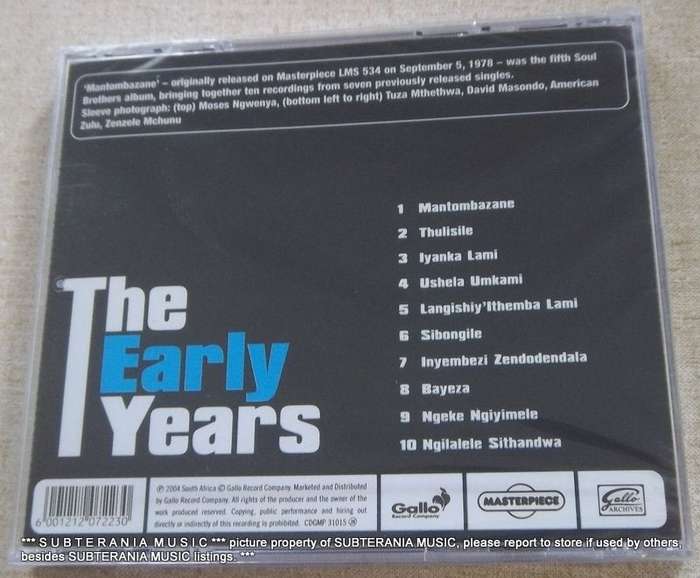 'Mantombazane' – originally released on Masterpiece LMS 534 on September 5, 1978 – was the fifth Soul
Brothers album, bringing together ten recordings from seven previously released singles.
Sleeve photograph: (top) Moses Ngwenya, (bottom left to right) Tuza Mthethwa, David Masondo, American
Zulu, Zenzele Mchunu
1 Mantombazane
2 Thulisile
3 Iyanka Lami
4 Ushela Umkami
5 Langishiy'Ithemba Lami
6 Sibongile
7 Inyembezi Zendodendala
8 Bayeza
9 Ngeke Ngiyimele
10 Ngilalele Sithandwa
The
Early
Years
6 001212 072230
℗ 2004 South Africa © Gallo Record Company. Marketed and Distributed
by Gallo Record Company. All rights of the producer and the owner of the
work produced reserved. Copying, public performance and hiring out
directly or indirectly of this recording is prohibited. CDGMP 31015
Gallo
Record Company
MASTERPIECE
Gallo
ARCHIVES
*** S U B T E R A N I A  M U S I C *** picture property of SUBTERANIA MUSIC, please report to store if used by others,
besides SUBTERANIA MUSIC listings. ***